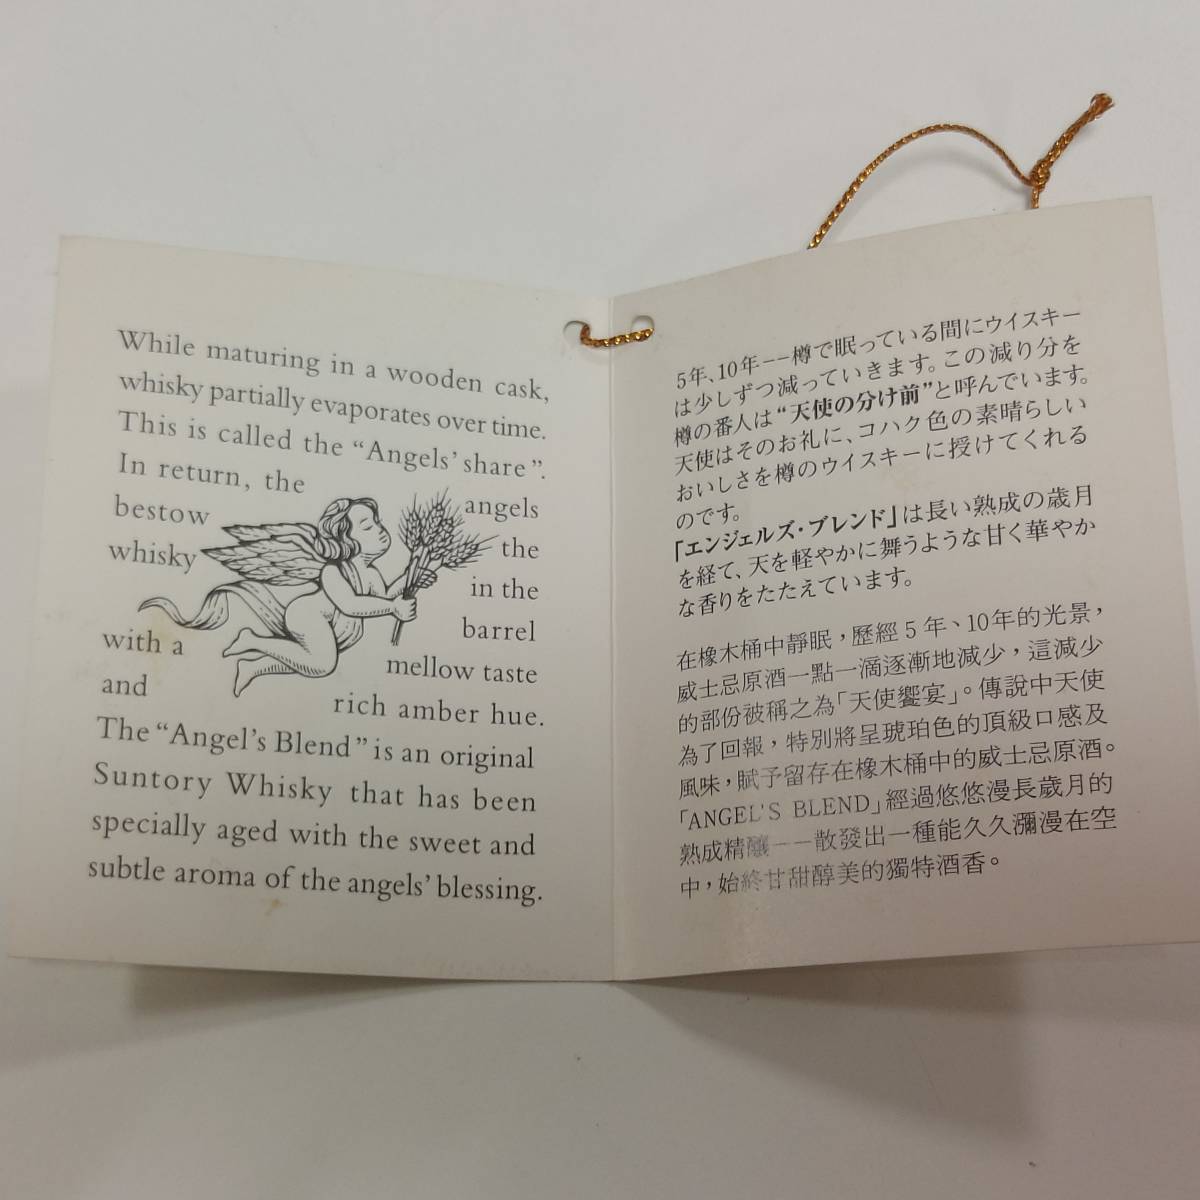 While maturing in a wooden cask,
whisky partially evaporates over time.
This is called the “Angels’ share”.
In return, the angels
bestow the
whisky in the
barrel
with a mellow taste
and rich amber hue.
The “Angel’s Blend” is an original
Suntory Whisky that has been
specially aged with the sweet and
subtle aroma of the angels’ blessing.
5年、10年––樽で眠っている間にウイスキー
は少しずつ減っていきます。この減り分を
樽の番人は“天使の分け前”と呼んでいます。
天使はそのお礼に、コハク色の素晴らしい
おいしさを樽のウイスキーに授けてくれる
のです。
「エンジェルズ・ブレンド」は長い熟成の歳月
を経て、天を軽やかに舞うような甘く華やか
な香りをたたえています。
在橡木桶中靜眠，歷經5年、10年的光景，
威士忌原酒一點一滴逐漸地減少，這減少
的部份被稱之為「天使饗宴」。傳說中天使
為了回報，特別將呈琥珀色的頂級口感及
風味，賦予留存在橡木桶中的威士忌原酒。
「ANGEL'S BLEND」經過悠悠漫長歲月的
熟成精釀––散發出一種能久久瀰漫在空
中，始終甘甜醇美的獨特酒香。